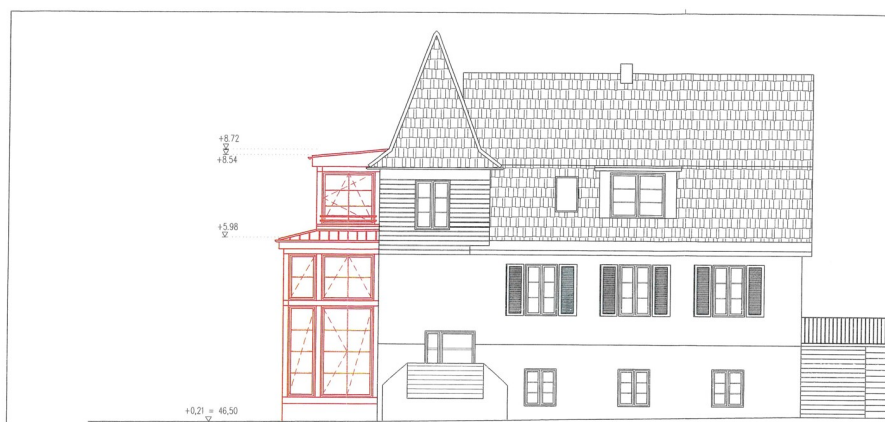 +8.72
+8.54
+5.98
+0,21 = 46,50